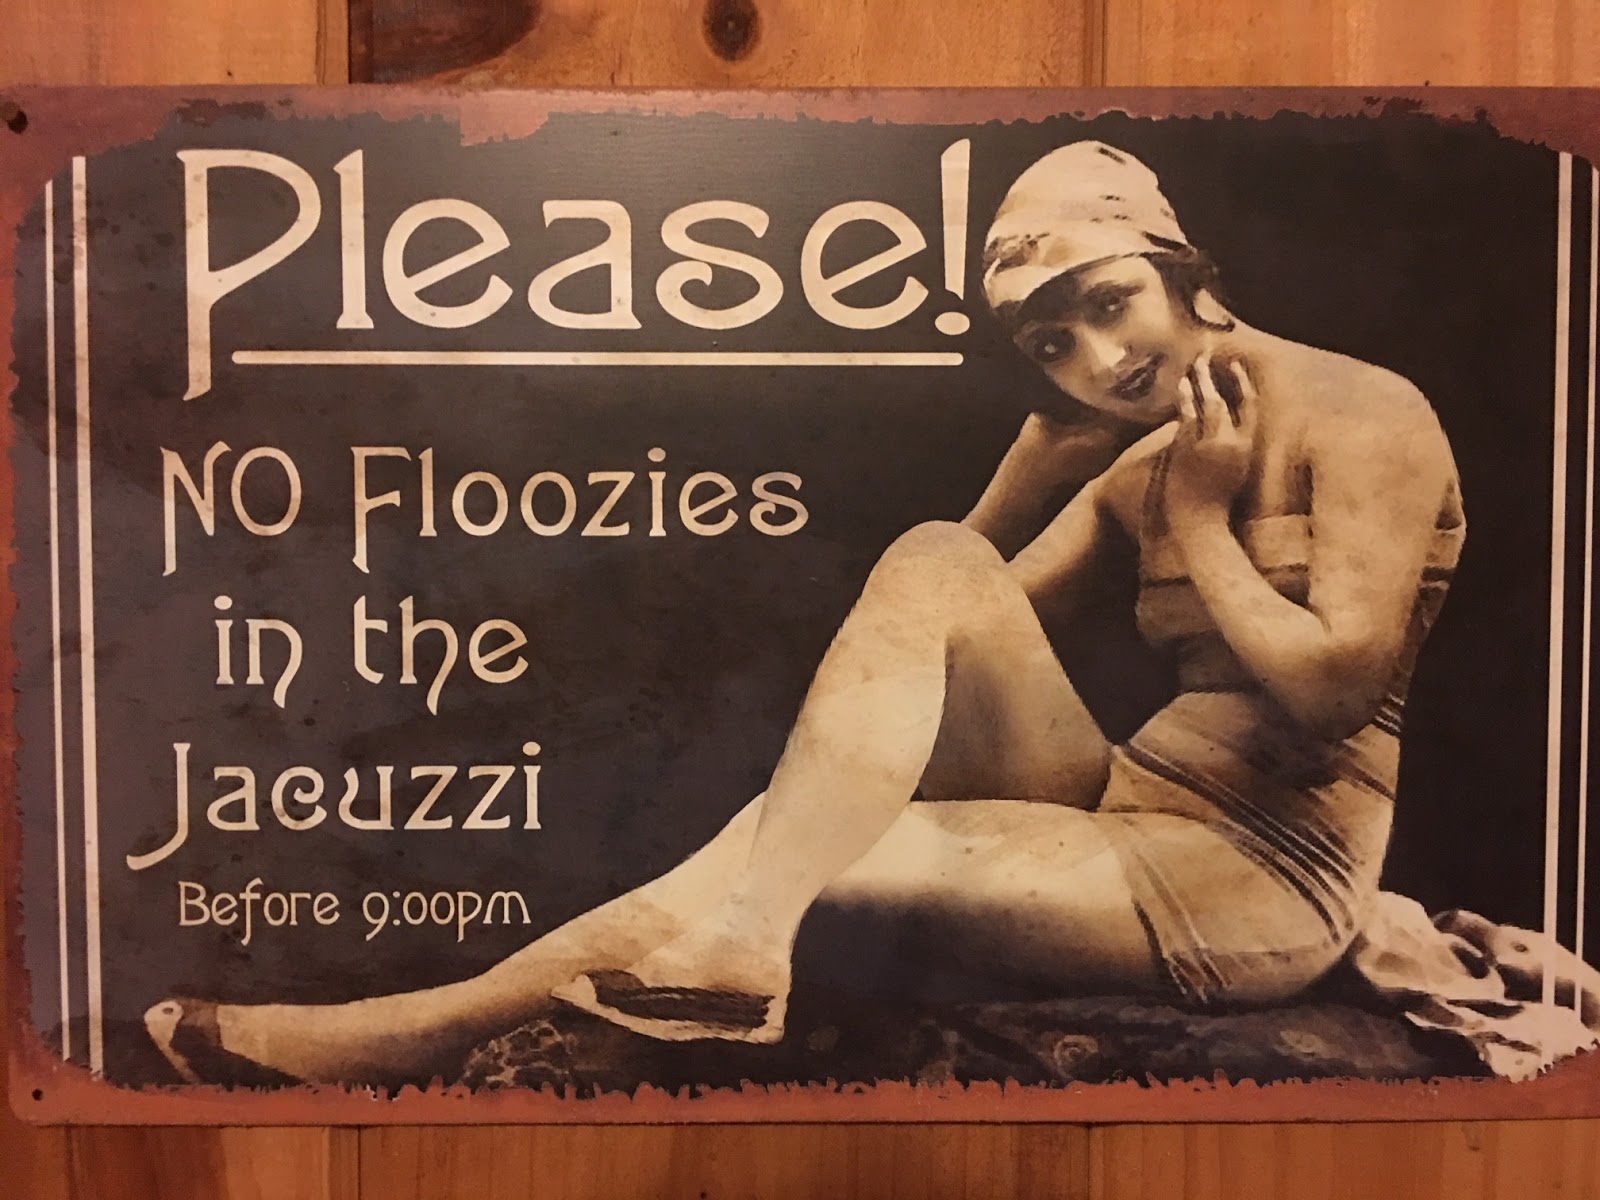 Please!
NO Floozies
in the
Jacuzzi
Before 9:00pm